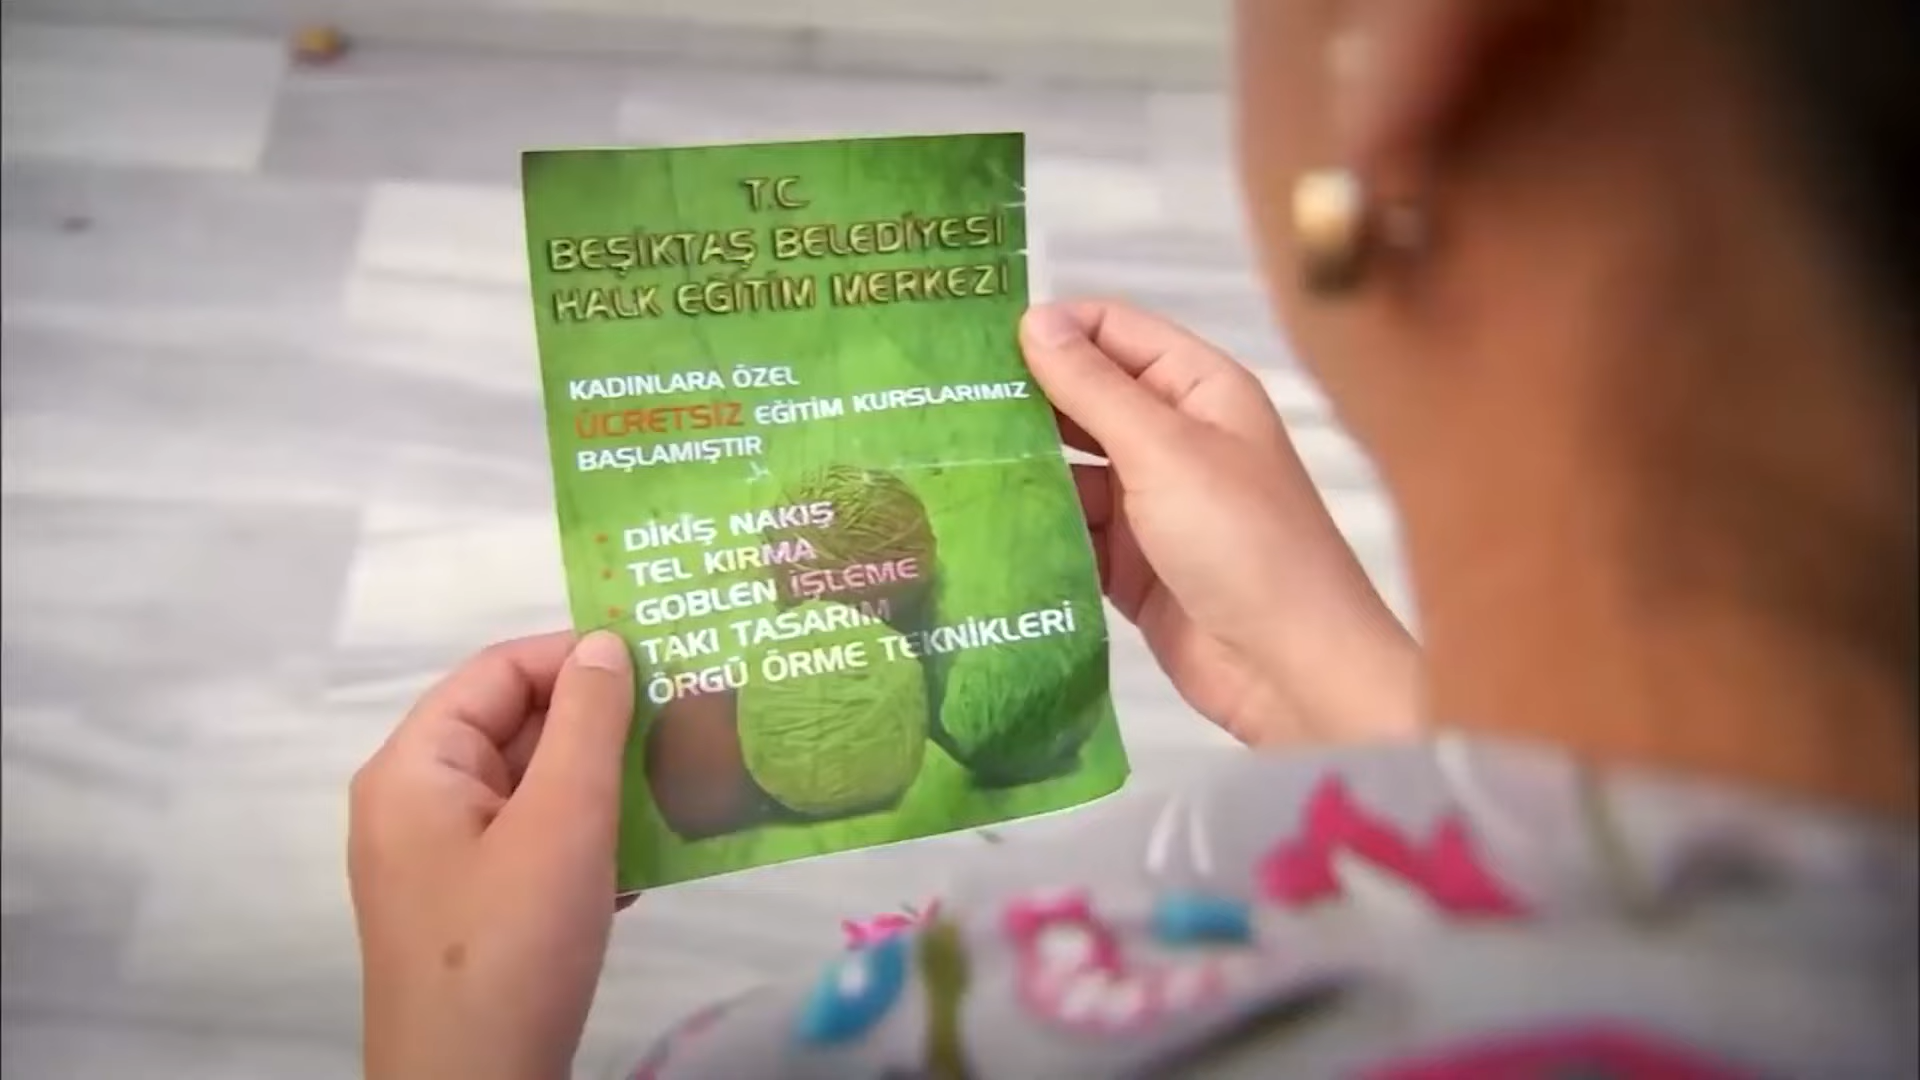 T.C
BEŞİKTAŞ BELEDİYESİ
HALK EĞİTİM MERKEZİ
KADINLARA ÖZEL
ÜCRETSİZ EĞİTİM KURSLARIMIZ
BAŞLAMIŞTIR
• DİKİŞ NAKIŞ
• TEL KIRMA
• GOBLEN İŞLEME
TAKI TASARIM
ÖRGÜ ÖRME TEKNİKLERİ